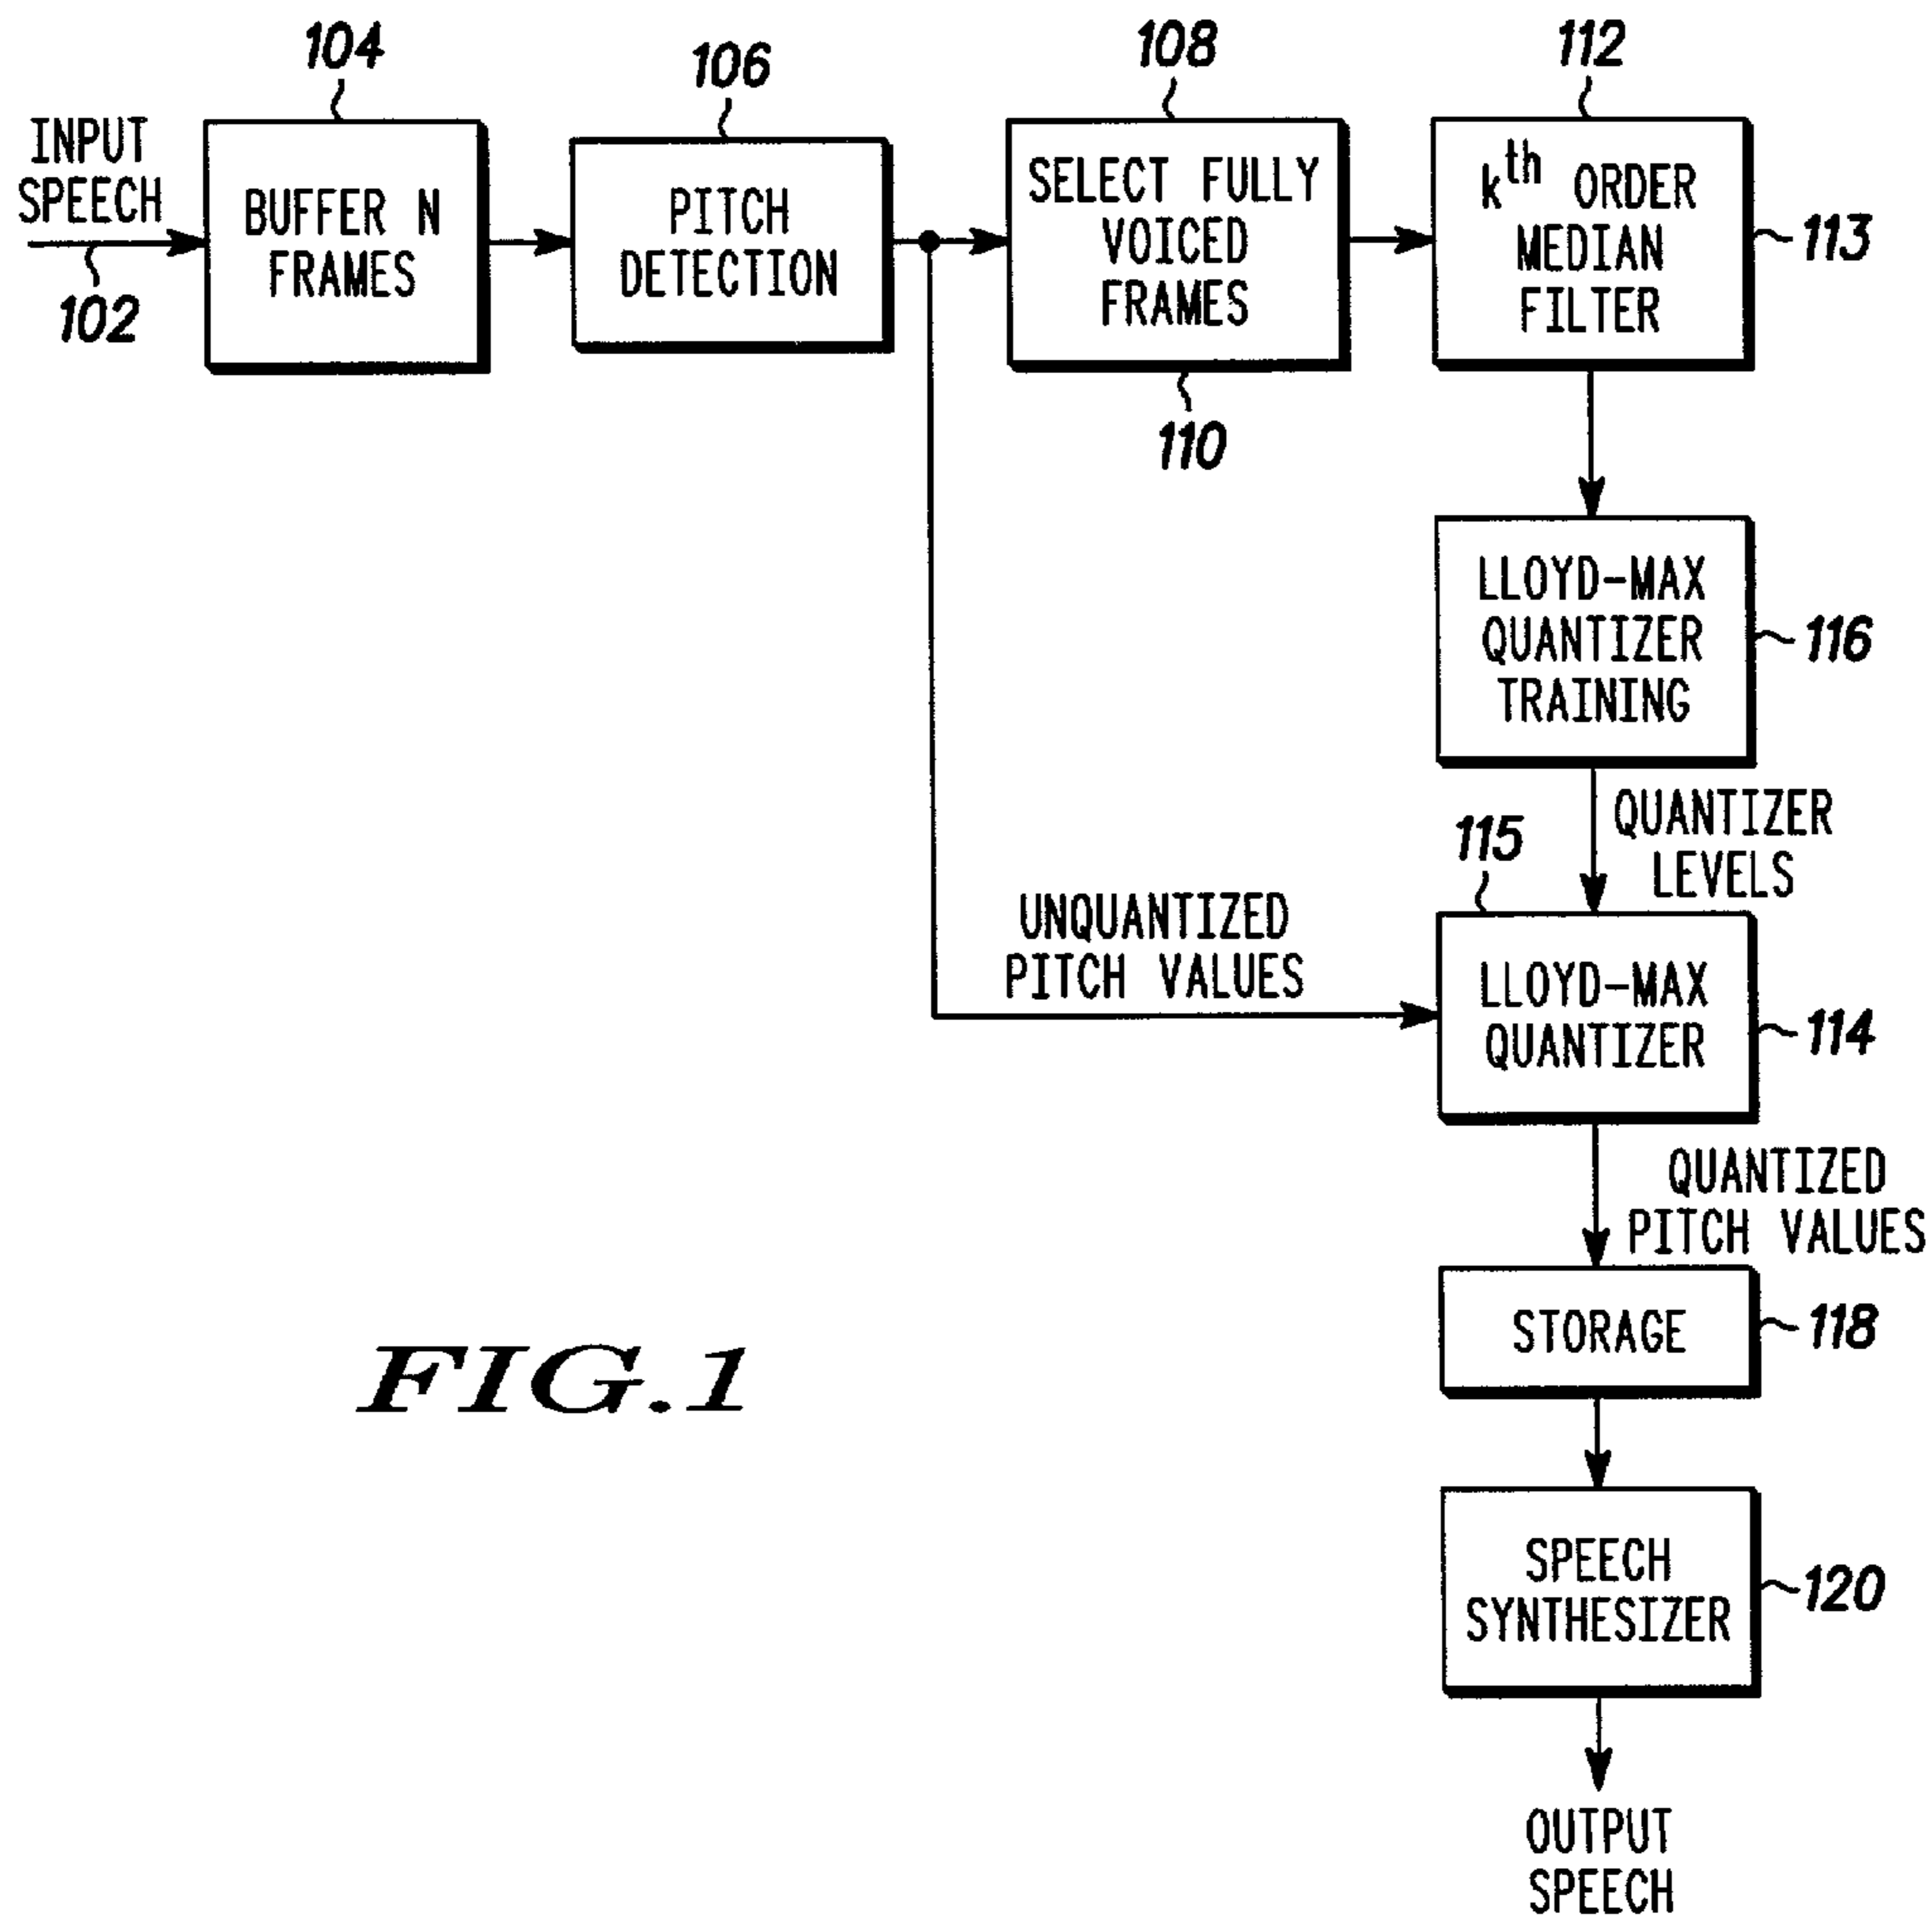 104
106
108
112
INPUT
SPEECH
102
BUFFER N
FRAMES
PITCH
DETECTION
SELECT FULLY
VOICED
FRAMES
110
kth ORDER
MEDIAN
FILTER
113
LLOYD-MAX
QUANTIZER
TRAINING
116
QUANTIZER
LEVELS
115
UNQUANTIZED
PITCH VALUES
LLOYD-MAX
QUANTIZER
114
QUANTIZED
PITCH VALUES
STORAGE
118
FIG.1
SPEECH
SYNTHESIZER
120
OUTPUT
SPEECH